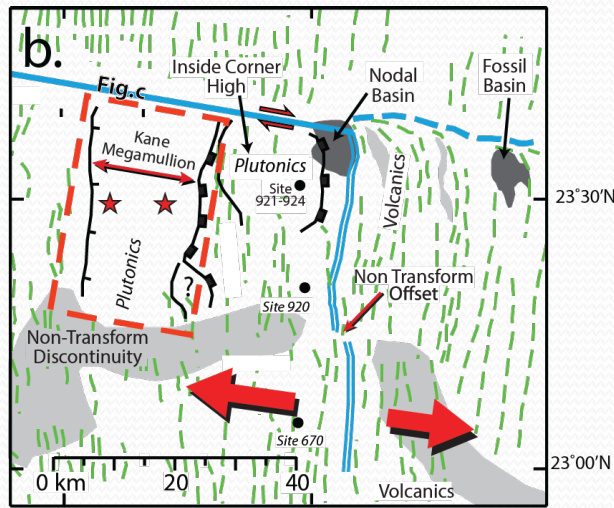 b.
Fig.c
Inside Corner
High
Nodal
Basin
Fossil
Basin
Kane
Megamullion
Plutonics
Site
921-924
Volcanics
23°30'N
Plutonics
?
Non Transform
Offset
Site 920
Non-Transform
Discontinuity
Site 670
23°00'N
0 km
20
40
Volcanics